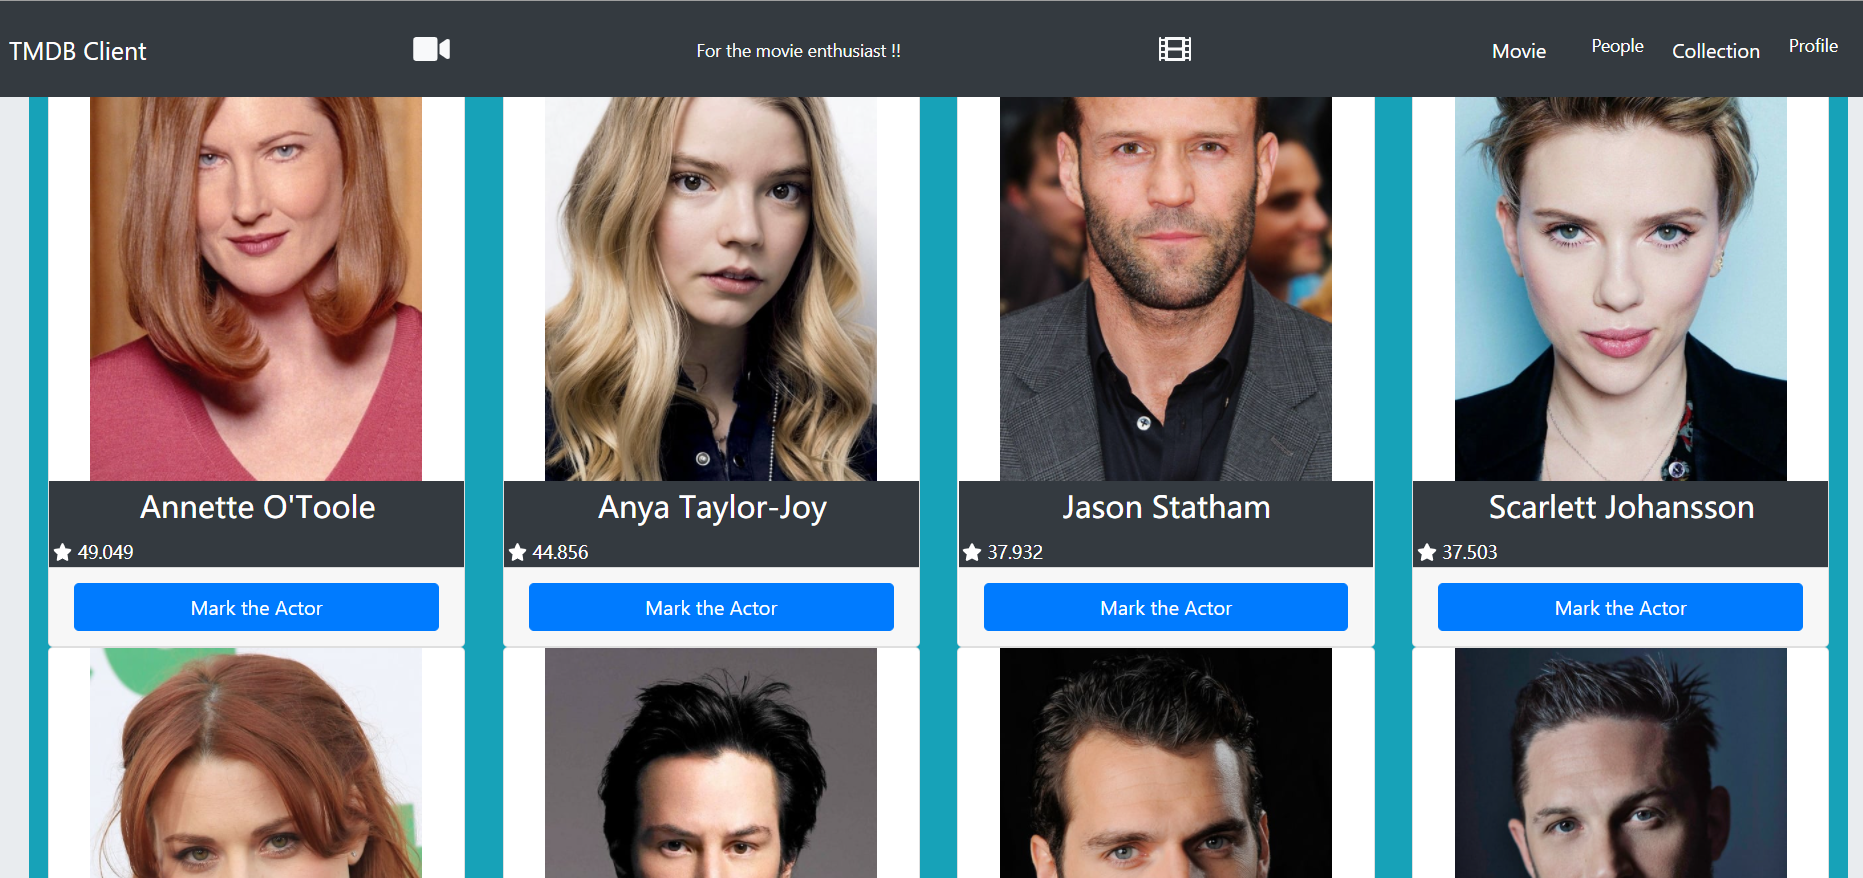 TMDB Client
For the movie enthusiast !!
Movie
People
Collection
Profile
Annette O'Toole
49.049
Mark the Actor
Anya Taylor-Joy
44.856
Mark the Actor
Jason Statham
37.932
Mark the Actor
Scarlett Johansson
37.503
Mark the Actor